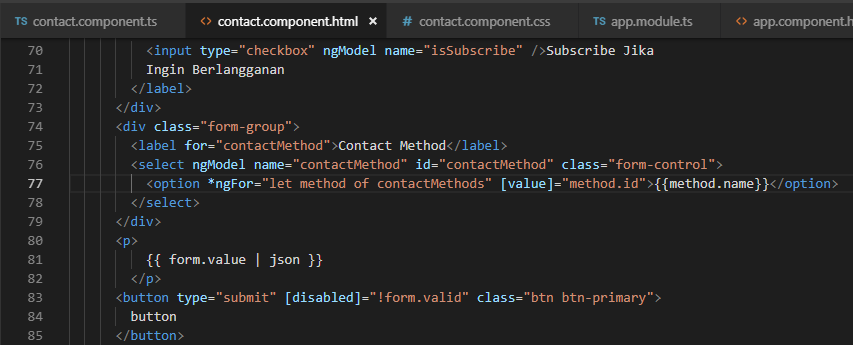 TS contact.component.ts <> contact.component.html × # contact.component.css TS app.module.ts <> app.component.h
70 <input type="checkbox" ngModel name="isSubscribe" />Subscribe Jika
71 Ingin Berlangganan
72 </label>
73 </div>
74 <div class="form-group">
75 <label for="contactMethod">Contact Method</label>
76 <select ngModel name="contactMethod" id="contactMethod" class="form-control">
77 <option *ngFor="let method of contactMethods" [value]="method.id">{{method.name}}</option>
78 </select>
79 </div>
80 <p>
81 {{ form.value | json }}
82 </p>
83 <button type="submit" [disabled]="!form.valid" class="btn btn-primary">
84 button
85 </button>